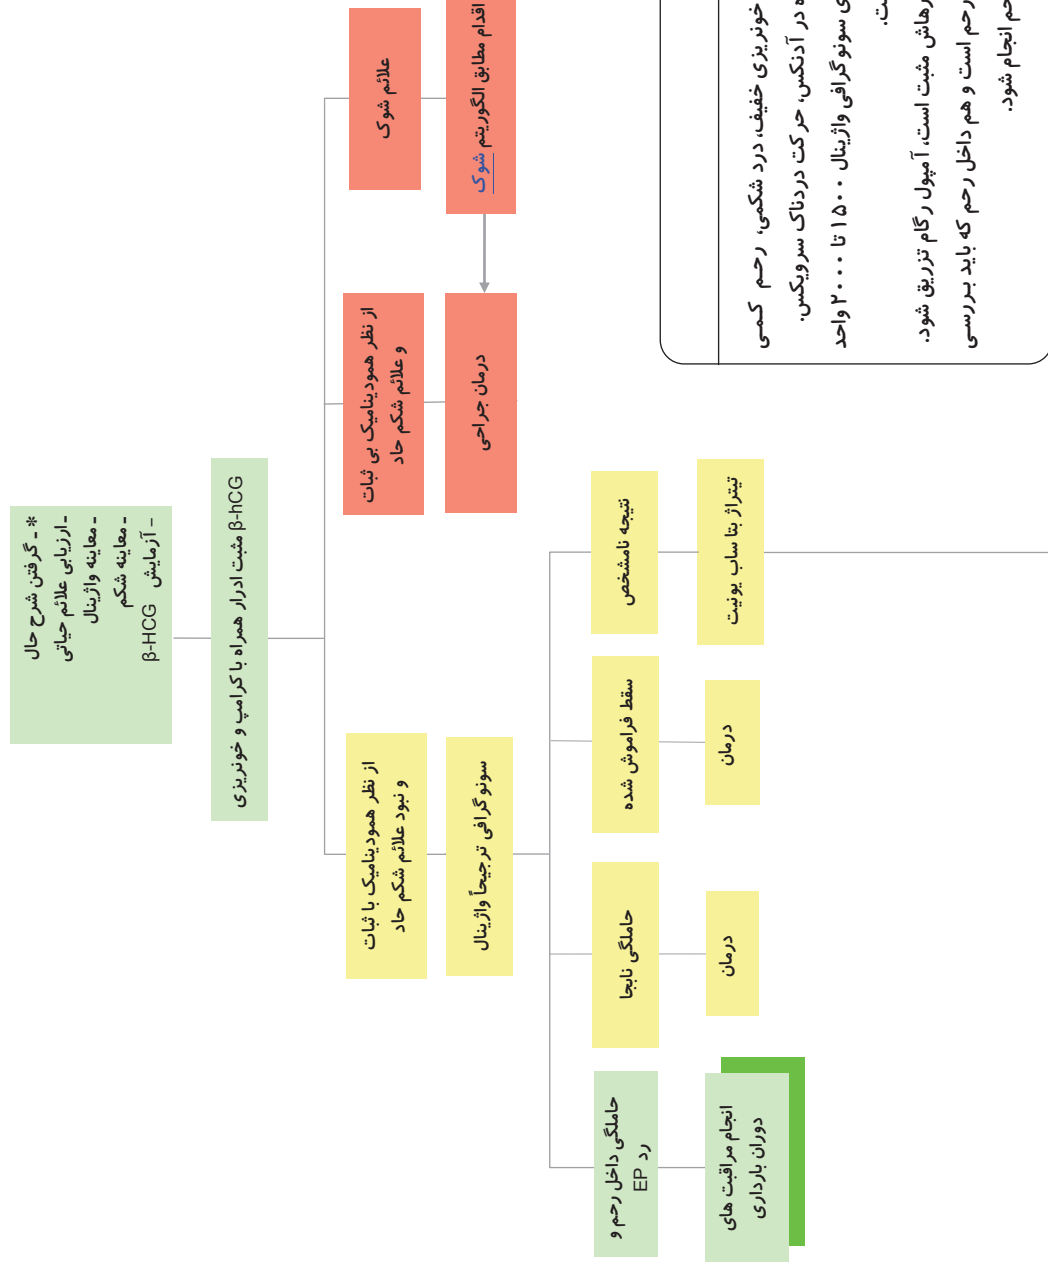 * ـ گرفتن شرح حال
ـ ارزیابی علائم حیاتی
ـ معاینه واژینال
ـ معاینه شکم
– آزمایش β-HCG
β-hCG مثبت ادرار همراه با کرامپ و خونریزی
علائم شوک
اقدام مطابق الگوریتم شوک
از نظر همودینامیک بی ثبات
و علائم شکم حاد
درمان جراحی
از نظر همودینامیک با ثبات
و نبود علائم شکم حاد
سونوگرافی ترجیحاً واژینال
نتیجه نامشخص
تیتراژ بتا ساب یونیت
سقط فراموش شده
درمان
حاملگی نابجا
درمان
حاملگی داخل رحم و
رد EP
انجام مراقبت های
دوران بارداری
خونریزی خفیف، درد شکمی، رحم کمی
در آدنکس، حرکت دردناک سرویکس.
سونوگرافی واژینال ۱۵۰۰ تا ۲۰۰۰ واحد
ت.
رهاش مثبت است، آمپول رگام تزریق شود.
رحم است و هم داخل رحم که باید بررسی
حم انجام شود.